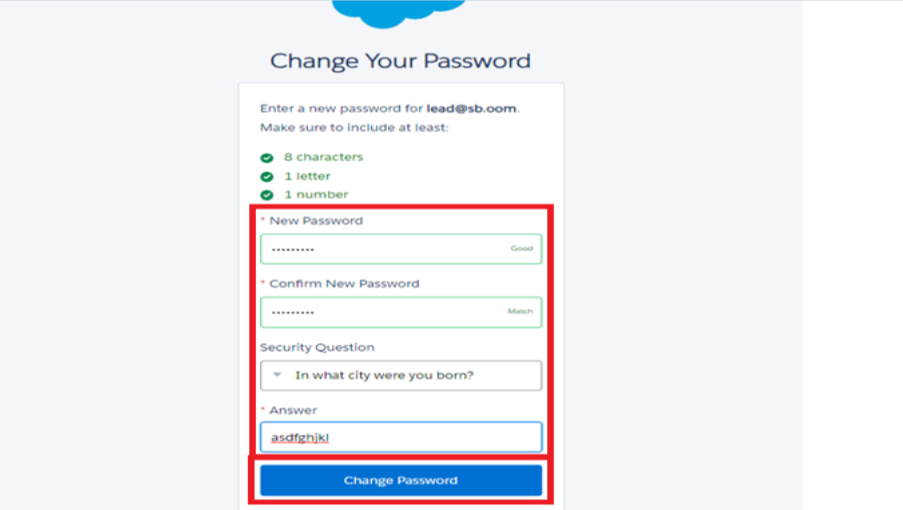 Change Your Password
Enter a new password for lead@sb.oom.
Make sure to include at least:
8 characters
1 letter
1 number
* New Password
••••••••• Good
* Confirm New Password
••••••••• Match
Security Question
In what city were you born?
* Answer
asdfghjkl
Change Password